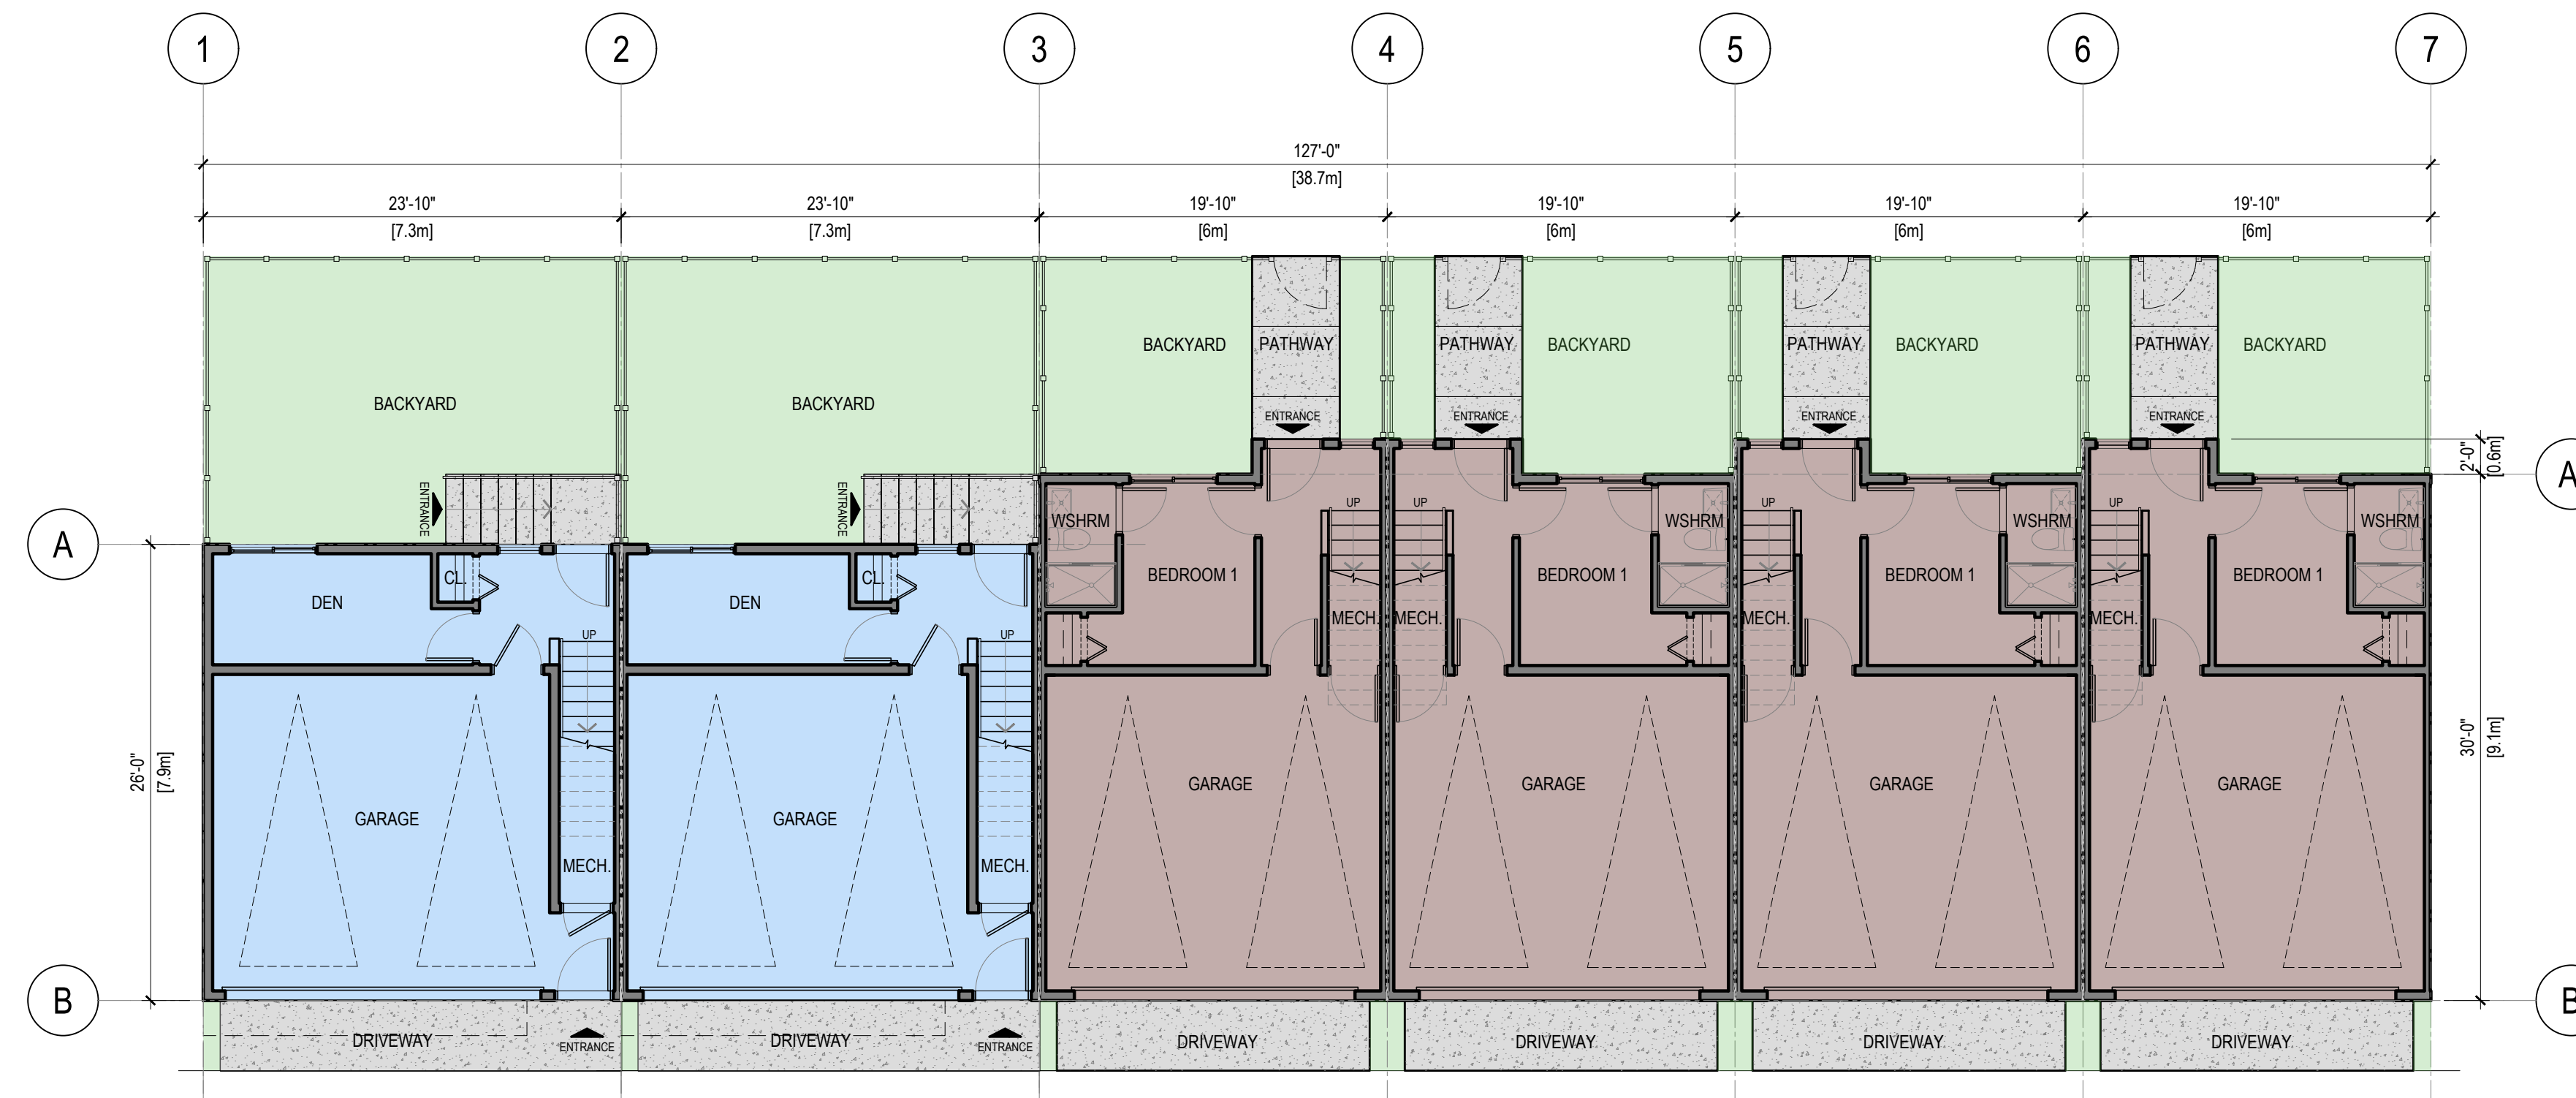 1
2
3
4
5
6
7
127'-0"
[38.7m]
23'-10"
23'-10"
19'-10"
19'-10"
19'-10"
19'-10"
[7.3m]
[7.3m]
[6m]
[6m]
[6m]
[6m]
BACKYARD
PATHWAY
PATHWAY
BACKYARD
PATHWAY
BACKYARD
PATHWAY
BACKYARD
BACKYARD
BACKYARD
ENTRANCE
ENTRANCE
ENTRANCE
ENTRANCE
2'-0"
[0.6m]
A
ENTRANCE
ENTRANCE
UP
UP
UP
UP
WSHRM
WSHRM
WSHRM
WSHRM
A
CL.
CL.
BEDROOM 1
BEDROOM 1
BEDROOM 1
BEDROOM 1
DEN
DEN
MECH.
MECH.
MECH.
MECH.
UP
UP
30'-0"
[9.1m]
26'-0"
[7.9m]
GARAGE
GARAGE
GARAGE
GARAGE
GARAGE
GARAGE
MECH.
MECH.
B
B
DRIVEWAY
ENTRANCE
DRIVEWAY
ENTRANCE
DRIVEWAY
DRIVEWAY
DRIVEWAY
DRIVEWAY